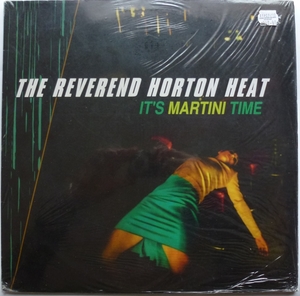 THE REVEREND HORTON HEAT
IT'S MARTINI TIME